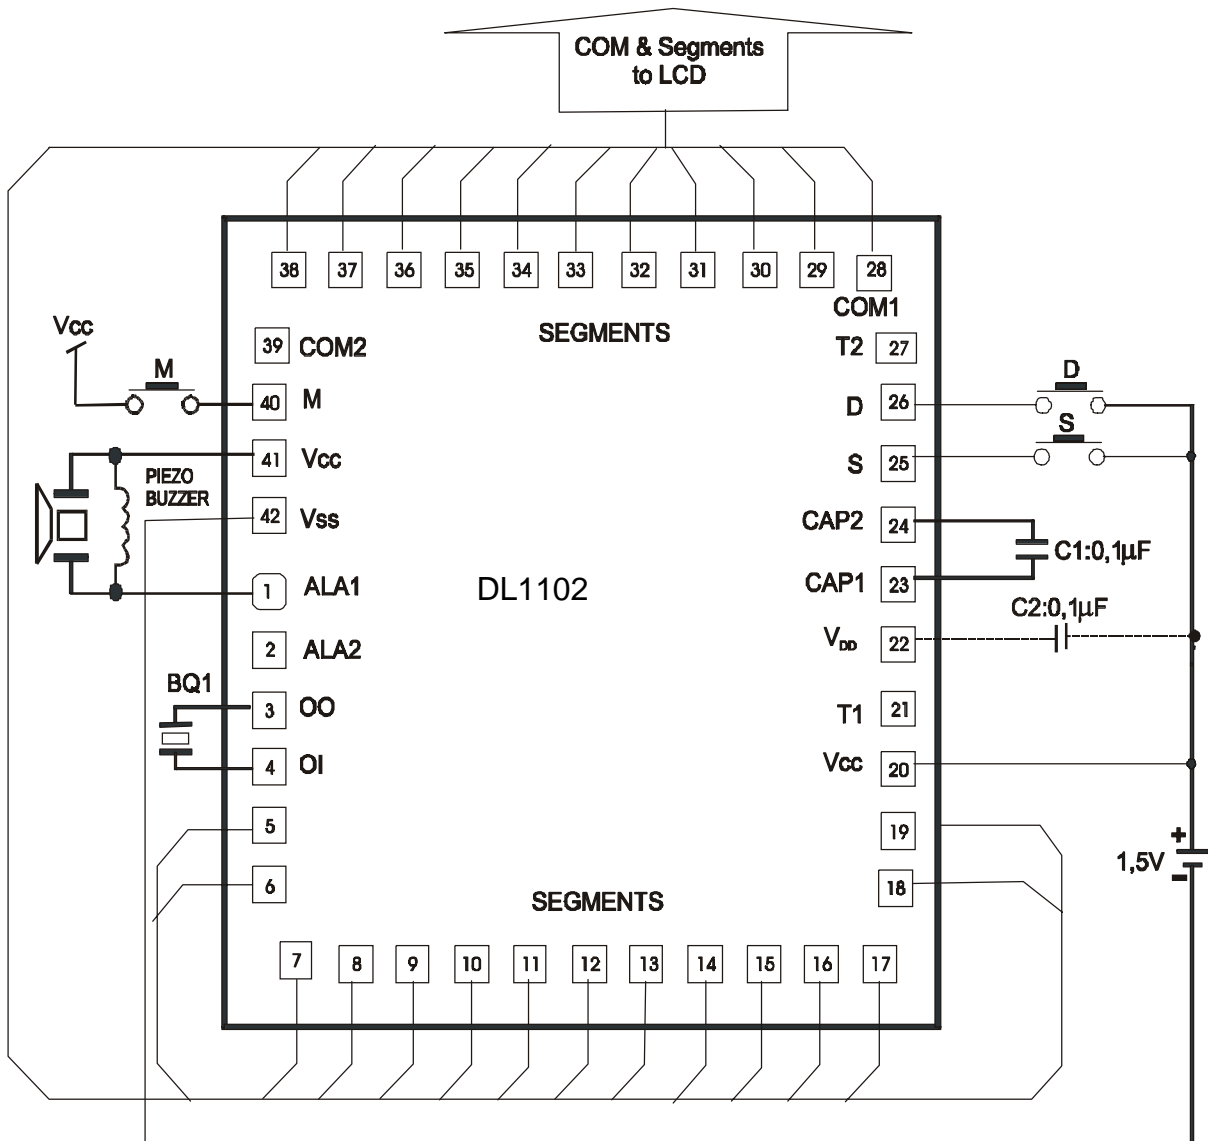 COM & Segments
to LCD
38 37 36 35 34 33 32 31 30 29 28
COM1
Vcc
SEGMENTS
39 COM2
T2 27
M
D
40 M
D 26
S
41 Vcc
S 25
PIEZO
BUZZER
42 Vss
CAP2 24
C1:0,1µF
1 ALA1
DL1102
CAP1 23
C2:0,1µF
2 ALA2
VDD 22
BQ1
3 OO
T1 21
4 OI
Vcc 20
5
19
+
1,5V
-
6
18
SEGMENTS
7 8 9 10 11 12 13 14 15 16 17